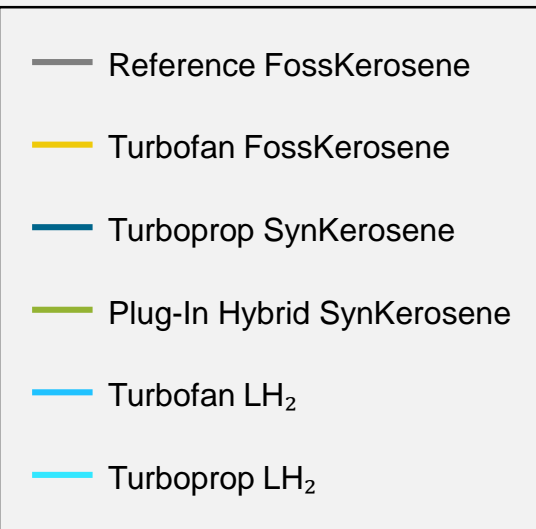 Reference FossKerosene
Turbofan FossKerosene
Turboprop SynKerosene
Plug-In Hybrid SynKerosene
Turbofan LH₂
Turboprop LH₂